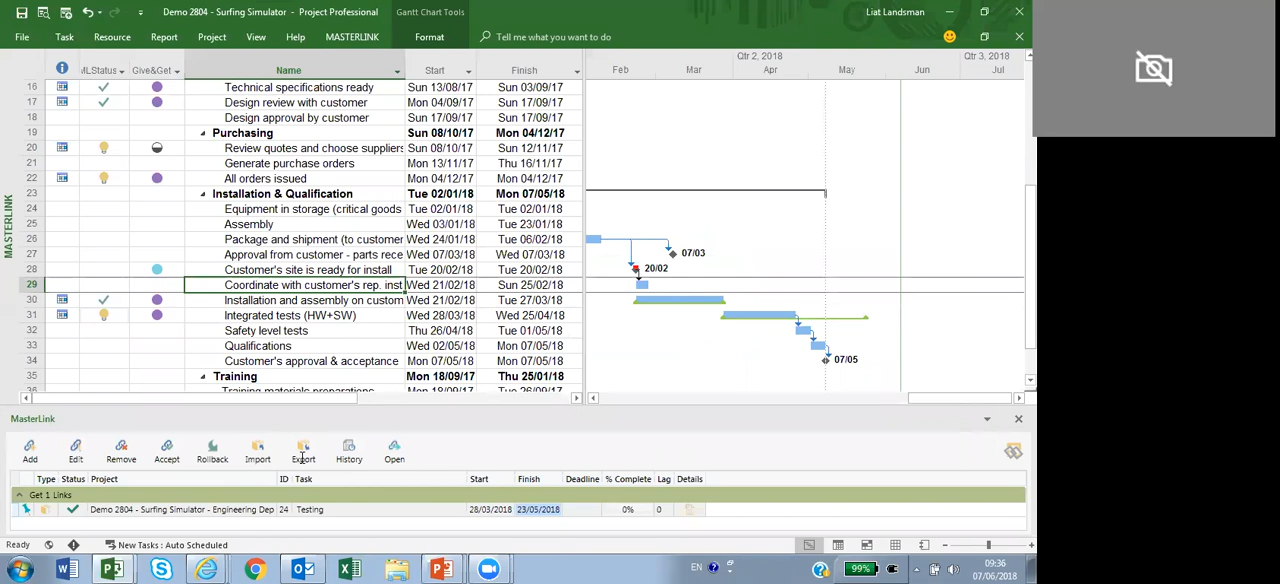 Demo 2804 - Surfing Simulator - Project Professional
Gantt Chart Tools
Liat Landsman
File Task Resource Report Project View Help MASTERLINK Format Tell me what you want to do
Qtr 2, 2018 Qtr 3, 2018
MLStatus Give&Get Name Start Finish Feb Mar Apr May Jun Jul
16 Technical specifications ready Sun 13/08/17 Sun 03/09/17
17 Design review with customer Mon 04/09/17 Sun 17/09/17
18 Design approval by customer Sun 17/09/17 Sun 17/09/17
19 Purchasing Sun 08/10/17 Mon 04/12/17
20 Review quotes and choose suppliers Sun 08/10/17 Sun 12/11/17
21 Generate purchase orders Mon 13/11/17 Thu 16/11/17
22 All orders issued Mon 04/12/17 Mon 04/12/17
23 Installation & Qualification Tue 02/01/18 Mon 07/05/18
24 Equipment in storage (critical goods Tue 02/01/18 Tue 02/01/18
25 Assembly Wed 03/01/18 Tue 23/01/18
26 Package and shipment (to customer Wed 24/01/18 Tue 06/02/18
27 Approval from customer - parts rece Wed 07/03/18 Wed 07/03/18 07/03
28 Customer's site is ready for install Tue 20/02/18 Tue 20/02/18 20/02
29 Coordinate with customer's rep. inst Wed 21/02/18 Sun 25/02/18
30 Installation and assembly on custom Wed 21/02/18 Tue 27/03/18
31 Integrated tests (HW+SW) Wed 28/03/18 Wed 25/04/18
32 Safety level tests Thu 26/04/18 Tue 01/05/18
33 Qualifications Wed 02/05/18 Mon 07/05/18
34 Customer's approval & acceptance Mon 07/05/18 Mon 07/05/18 07/05
35 Training Mon 18/09/17 Thu 25/01/18
MASTERLINK
MasterLink
Add Edit Remove Accept Rollback Import Export History Open
Type Status Project ID Task Start Finish Deadline % Complete Lag Details
Get 1 Links
Demo 2804 - Surfing Simulator - Engineering Dep 24 Testing 28/03/2018 23/05/2018 0% 0
Ready New Tasks : Auto Scheduled
EN 99% 09:36
07/06/2018